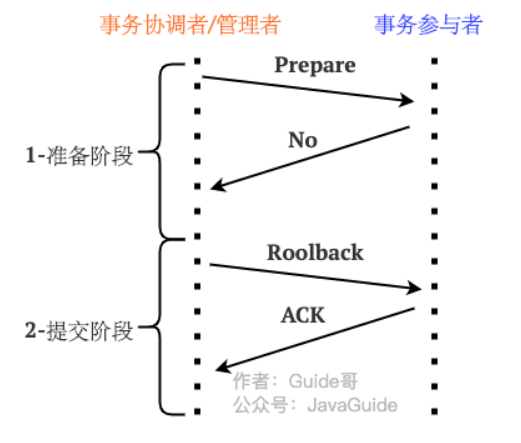 事务协调者/管理者
事务参与者
Prepare
No
1-准备阶段
Roolback
ACK
2-提交阶段
作者：Guide哥
公众号：JavaGuide